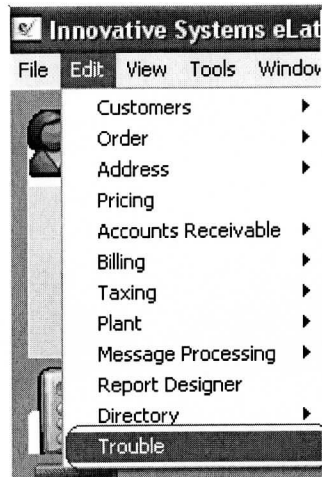 Innovative Systems eLat
File Edit View Tools Window
Customers
Order
Address
Pricing
Accounts Receivable
Billing
Taxing
Plant
Message Processing
Report Designer
Directory
Trouble